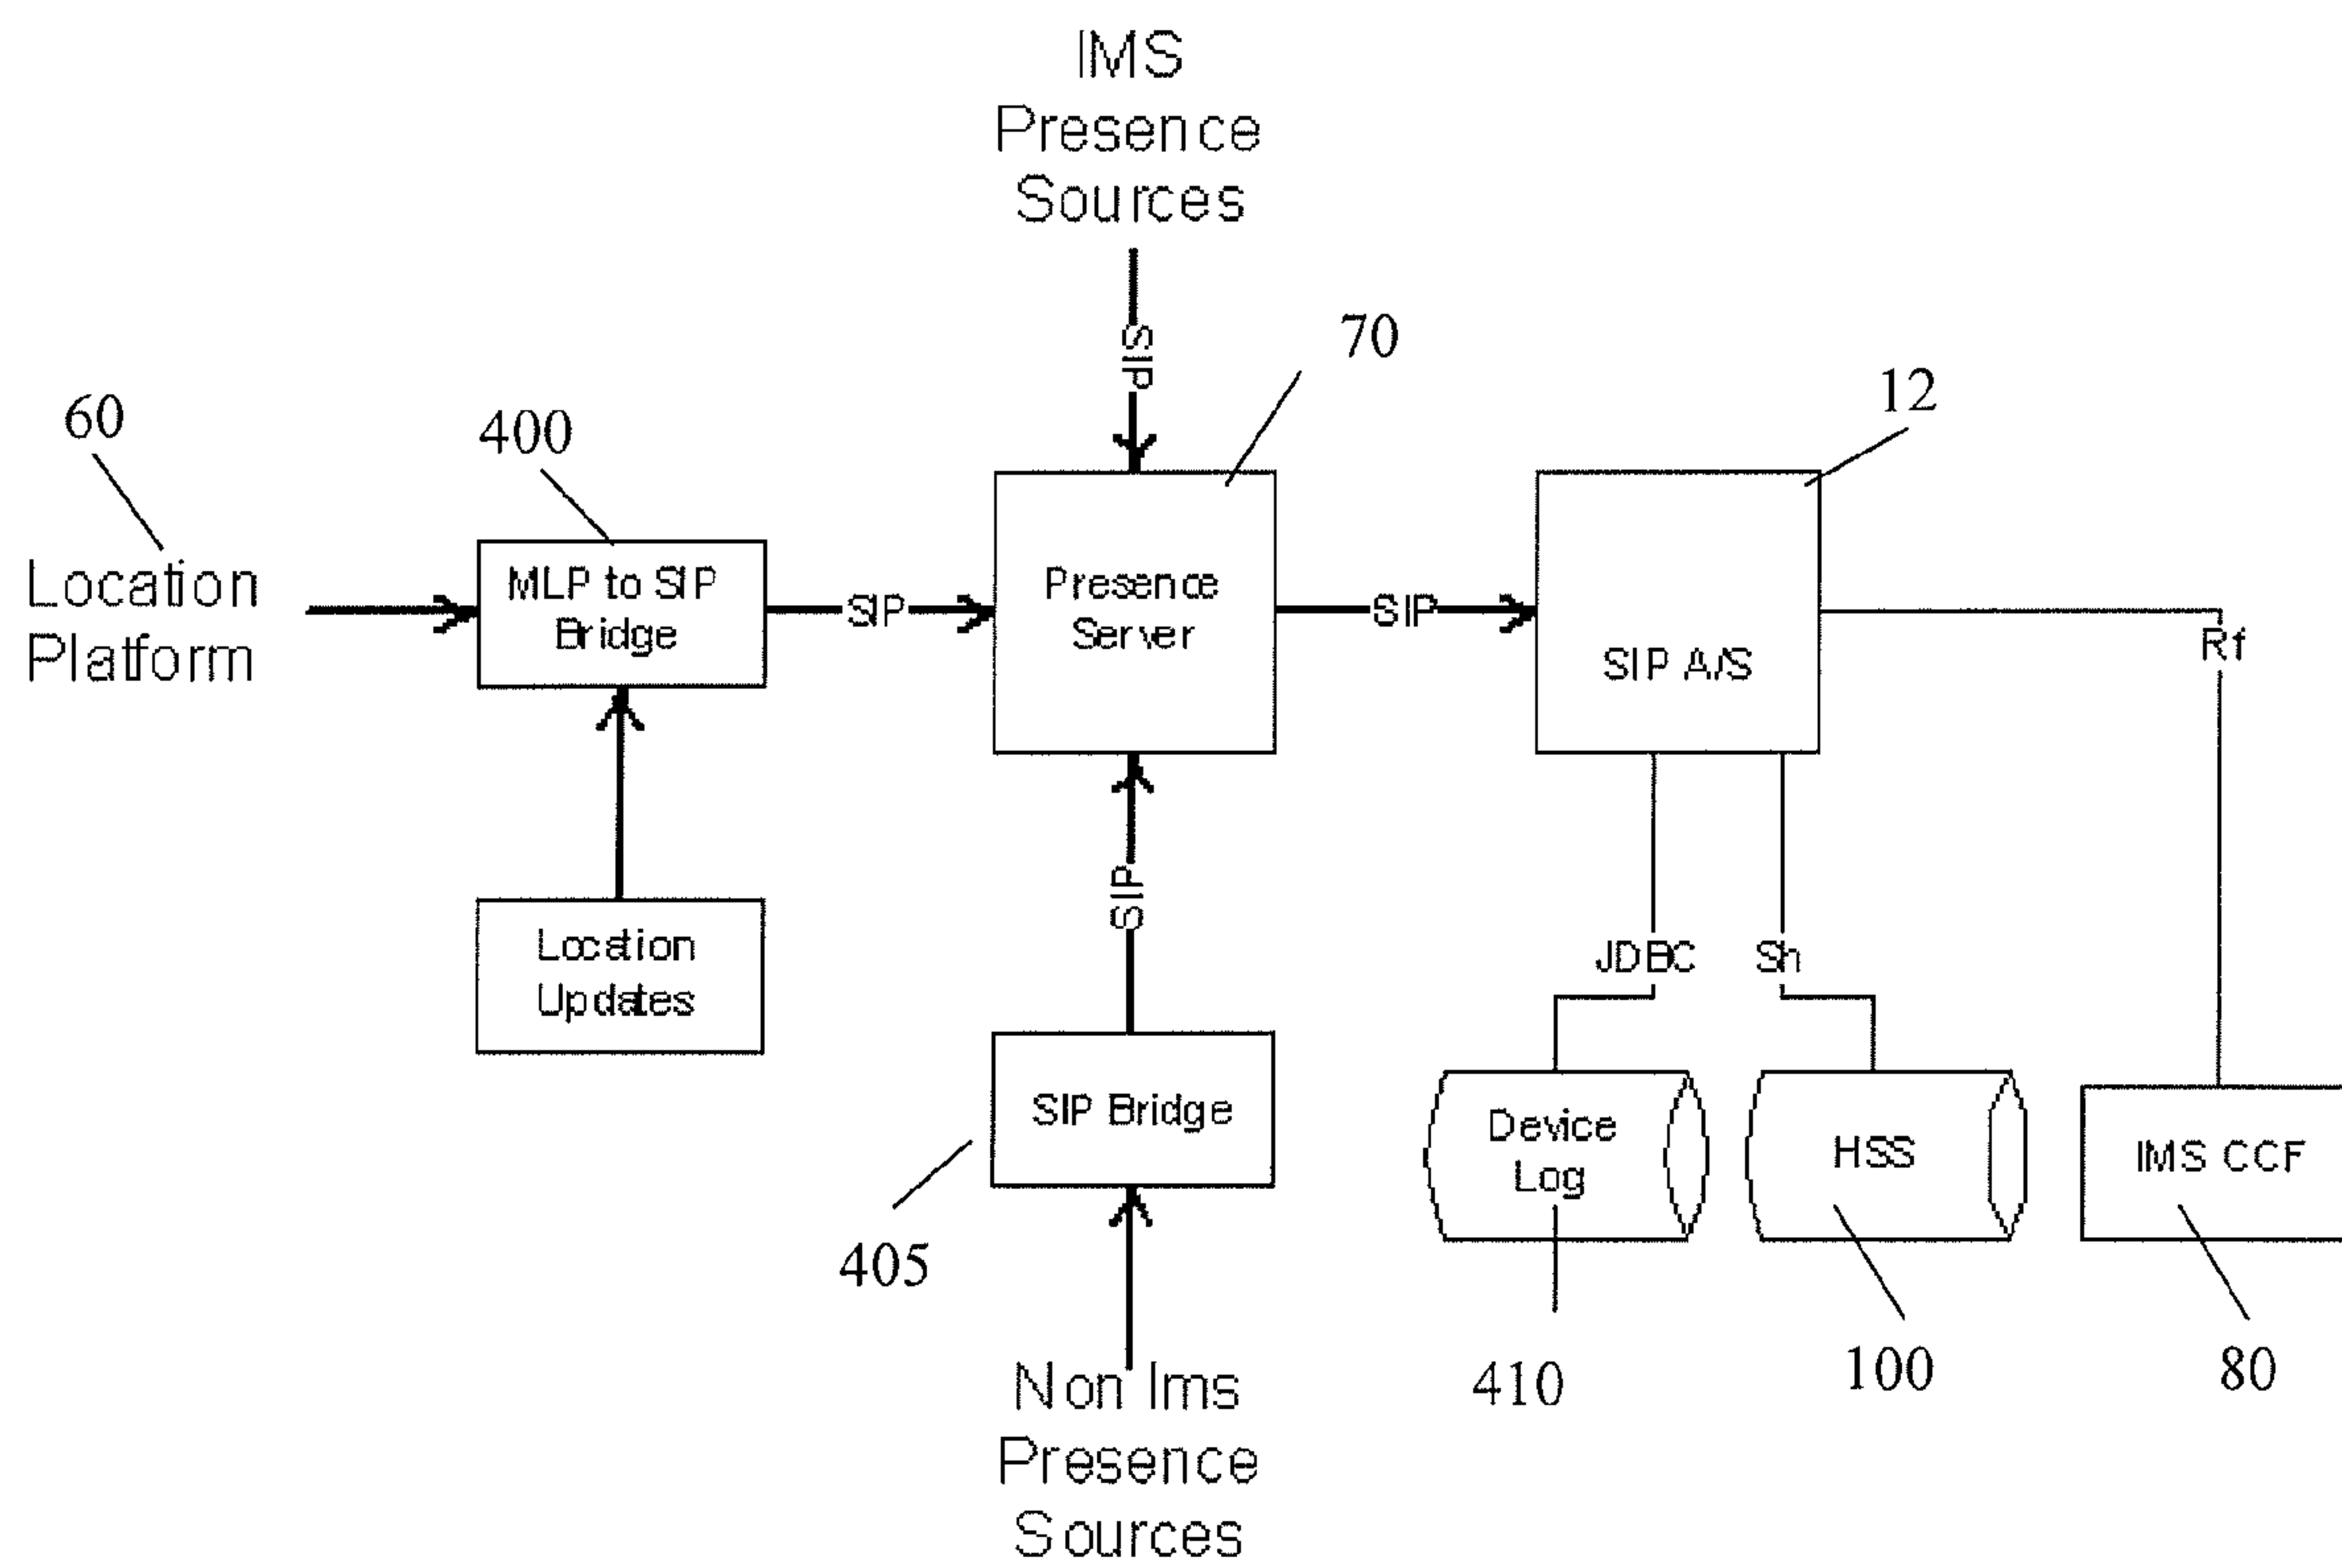 IMS
Presence
Sources
SIP
70
12
60
400
Location
Platform
MLP to SIP
Bridge
SIP
Presence
Server
SIP
SIP A/S
Rf
Location
Updates
SIP
JDBC
Sh
SIP Bridge
405
Device
Log
HSS
IMS CCF
410
100
80
Non Ims
Presence
Sources